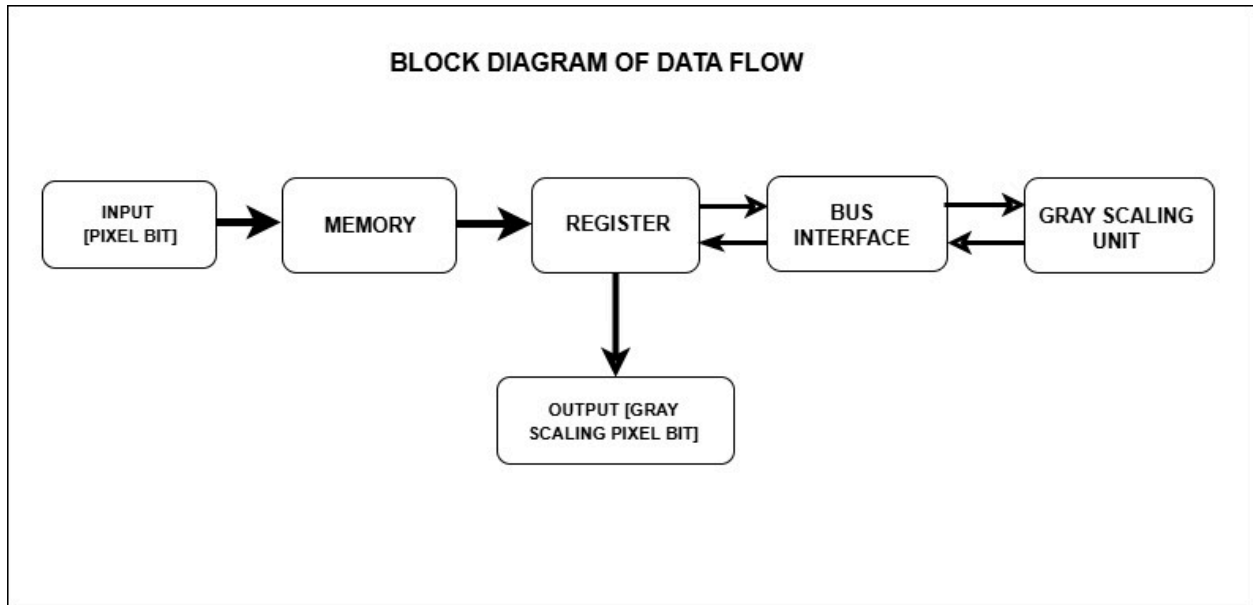 BLOCK DIAGRAM OF DATA FLOW
INPUT
[PIXEL BIT]
MEMORY
REGISTER
BUS
INTERFACE
GRAY SCALING
UNIT
OUTPUT [GRAY
SCALING PIXEL BIT]